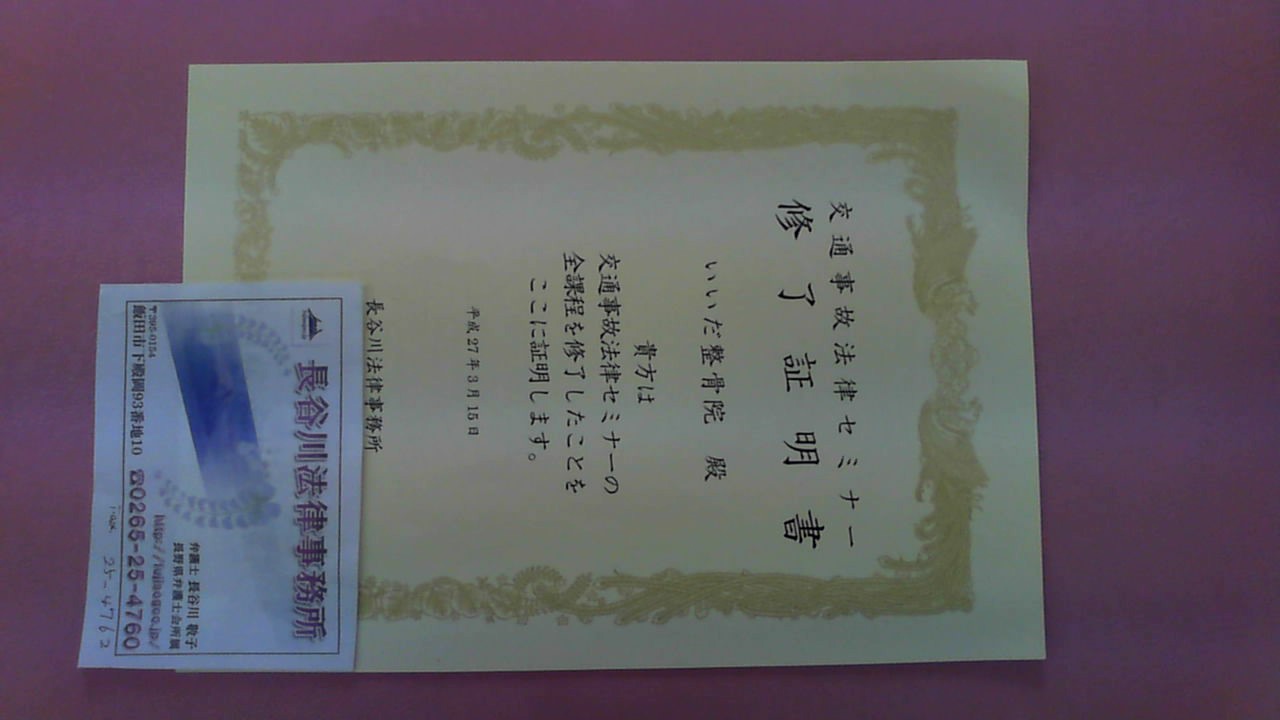 交通事故法律セミナー
修了証明書
いいだ整骨院 殿
貴方は
交通事故法律セミナーの
全課程を修了したことを
ここに証明します。
平成27年3月15日
長谷川法律事務所
長谷川法律事務所
弁護士 長谷川 敬子
長野県弁護士会所属
〒395-0154
飯田市下殿岡93番地10 ☎0265-25-4760
25-4762